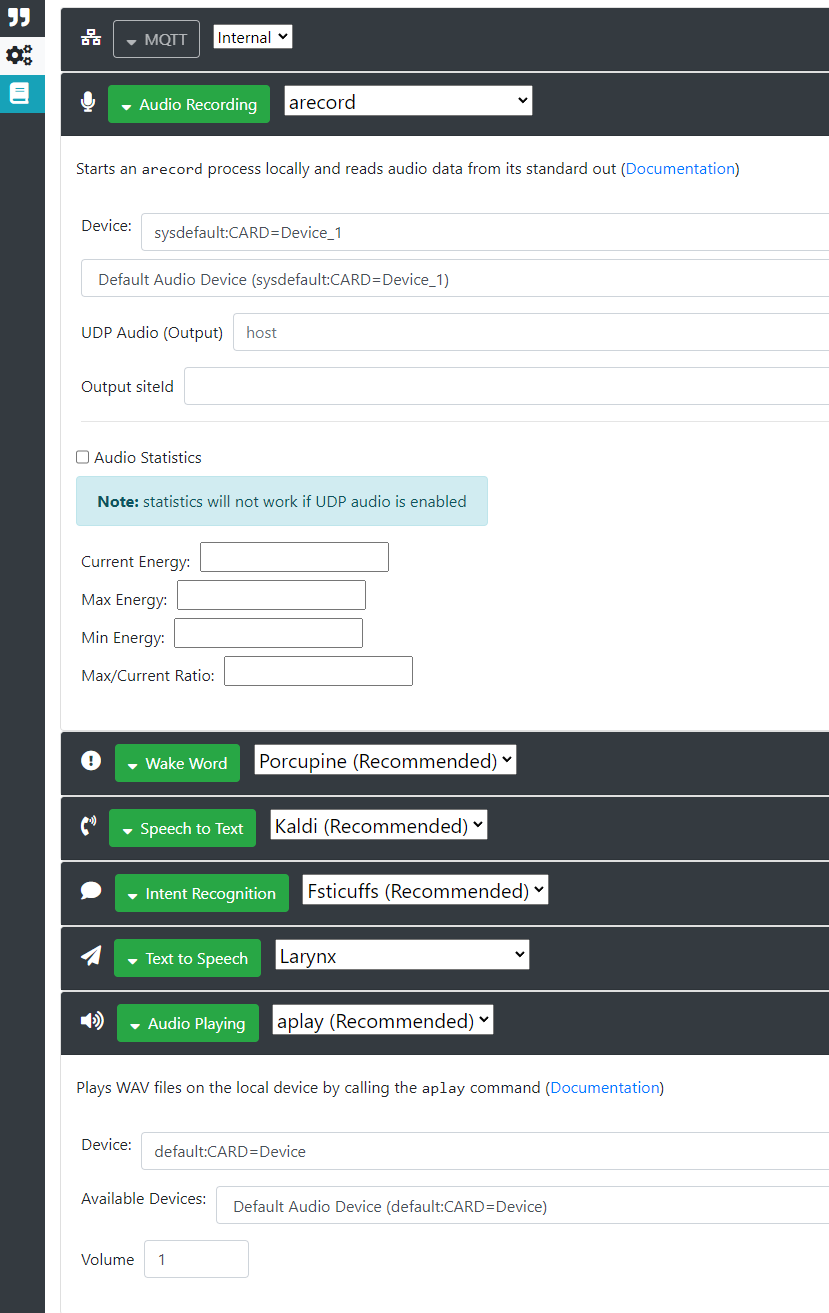 MQTT Internal
Audio Recording arecord
Starts an arecord process locally and reads audio data from its standard out (Documentation)
Device: sysdefault:CARD=Device_1
Default Audio Device (sysdefault:CARD=Device_1)
UDP Audio (Output) host
Output siteId
Audio Statistics
Note: statistics will not work if UDP audio is enabled
Current Energy:
Max Energy:
Min Energy:
Max/Current Ratio:
Wake Word Porcupine (Recommended)
Speech to Text Kaldi (Recommended)
Intent Recognition Fsticuffs (Recommended)
Text to Speech Larynx
Audio Playing aplay (Recommended)
Plays WAV files on the local device by calling the aplay command (Documentation)
Device: default:CARD=Device
Available Devices: Default Audio Device (default:CARD=Device)
Volume 1